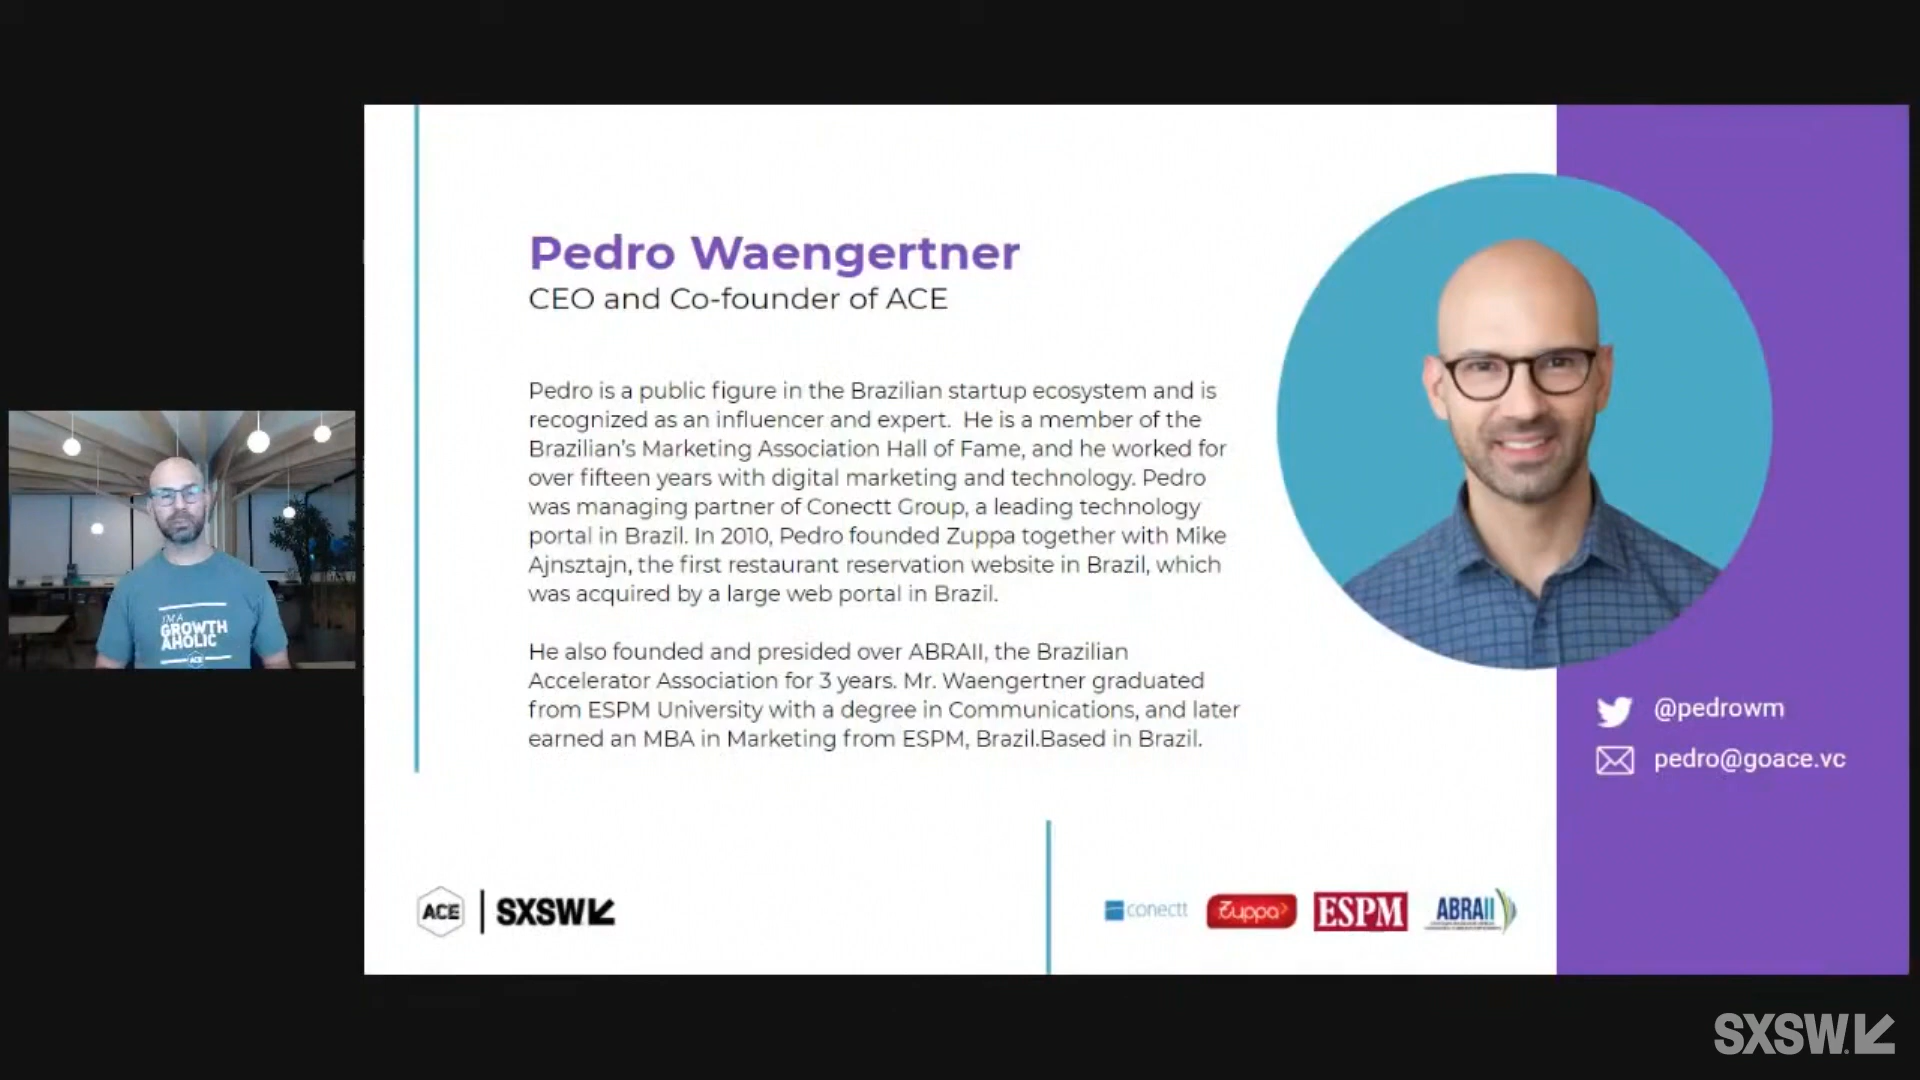 Pedro Waengertner
CEO and Co-founder of ACE
Pedro is a public figure in the Brazilian startup ecosystem and is
recognized as an influencer and expert.  He is a member of the
Brazilian’s Marketing Association Hall of Fame, and he worked for
over fifteen years with digital marketing and technology. Pedro
was managing partner of Conectt Group, a leading technology
portal in Brazil. In 2010, Pedro founded Zuppa together with Mike
Ajnsztajn, the first restaurant reservation website in Brazil, which
was acquired by a large web portal in Brazil.
He also founded and presided over ABRAII, the Brazilian
Accelerator Association for 3 years. Mr. Waengertner graduated
from ESPM University with a degree in Communications, and later
earned an MBA in Marketing from ESPM, Brazil.Based in Brazil.
@pedrowm
pedro@goace.vc
I'M A
GROWTH
AHOLIC
ACE
ACE | SXSW
conectt
Zuppa
ESPM
ABRAII
SXSW